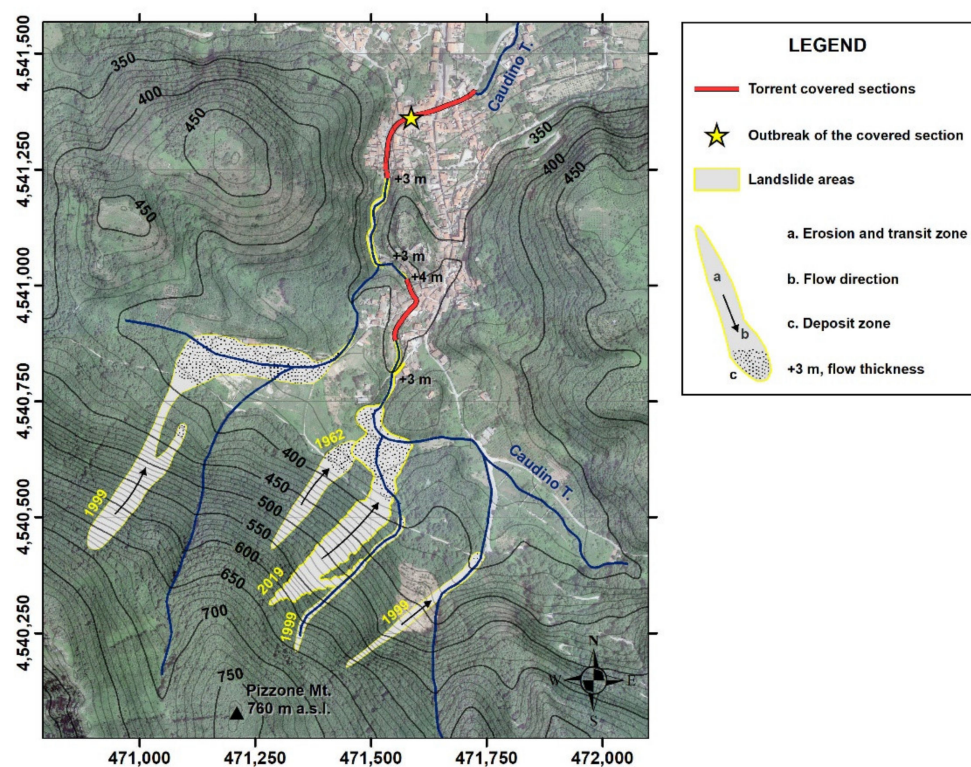 4,541,500
4,541,250
4,541,000
4,540,750
4,540,500
4,540,250
471,000
471,250
471,500
471,750
472,000
350
400
450
450
Caudino T.
350
400
450
+3 m
+3 m
+4 m
+3 m
1962
400
450
500
550
600
650
700
750
1999
2019
1999
1989
Caudino T.
Pizzone Mt.
760 m a.s.l.
N
W
E
S
LEGEND
Torrent covered sections
Outbreak of the covered section
Landslide areas
a
b
c
a. Erosion and transit zone
b. Flow direction
c. Deposit zone
+3 m, flow thickness